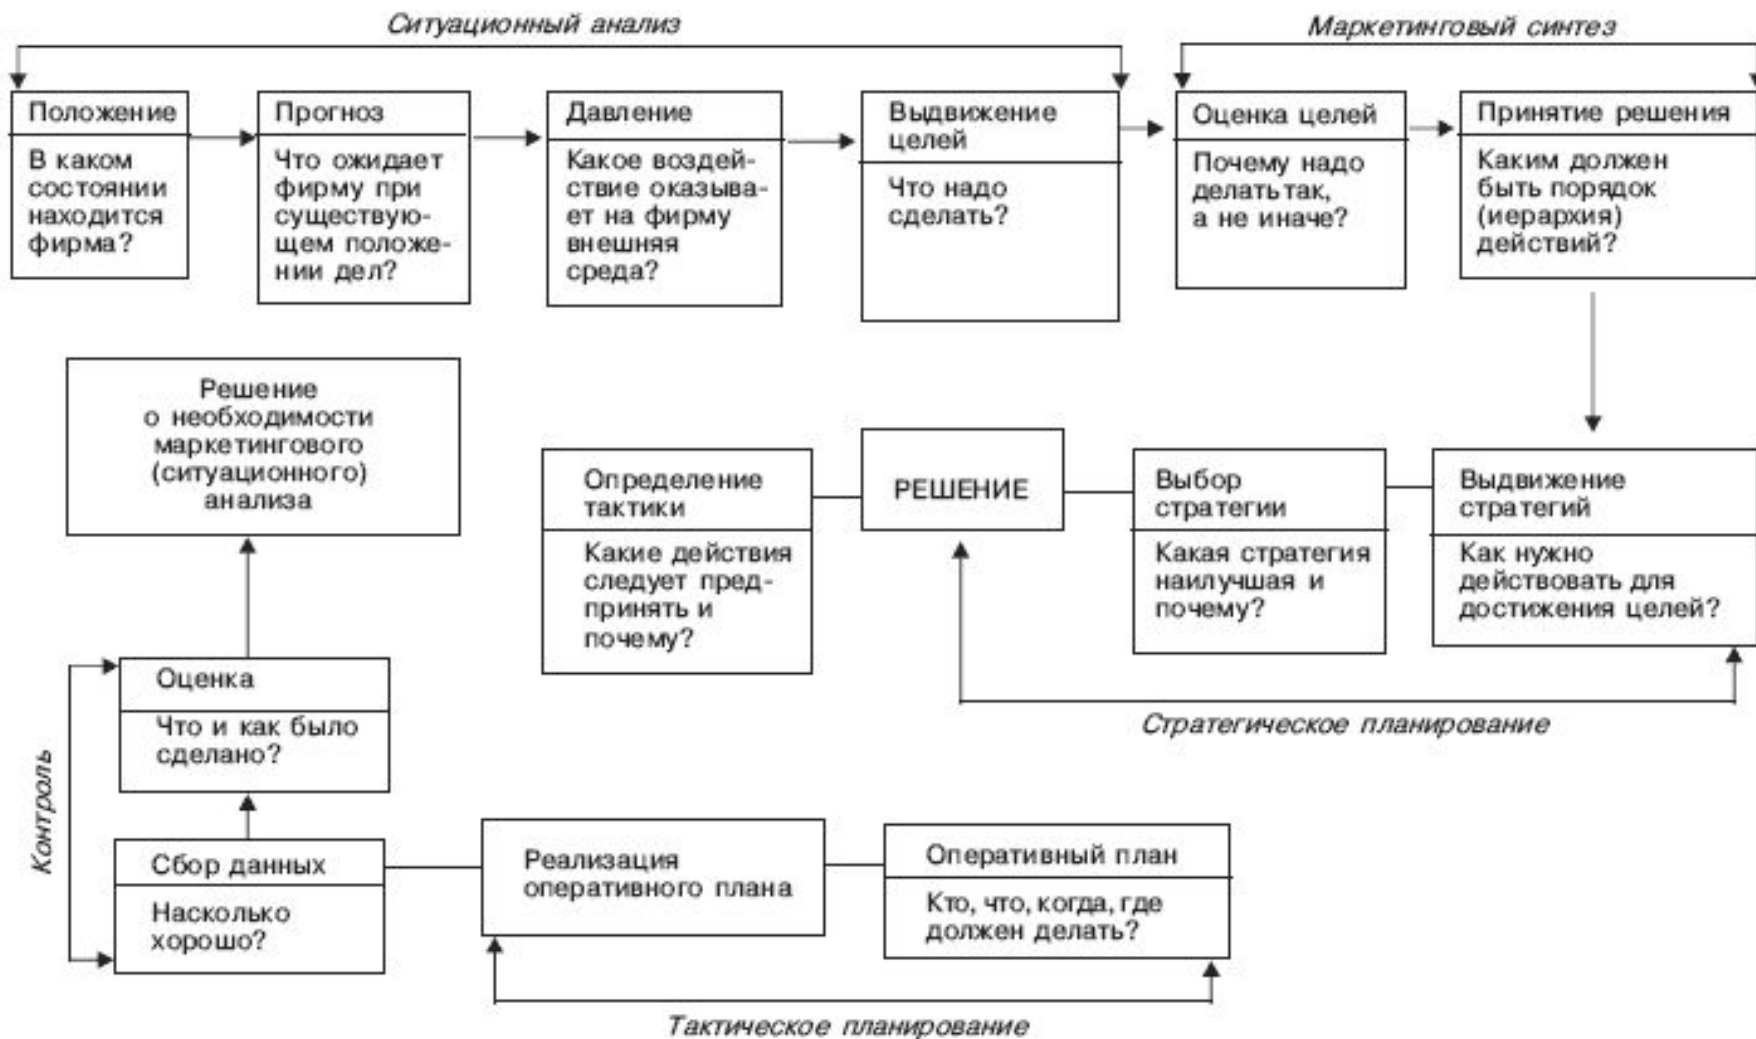 Ситуационный анализ
Маркетинговый синтез
Положение
В каком
состоянии
находится
фирма?
Прогноз
Что ожидает
фирму при
существую-
щем положе-
нии дел?
Давление
Какое воздей-
ствие оказыва-
ет на фирму
внешняя
среда?
Выдвижение
целей
Что надо
сделать?
Оценка целей
Почему надо
делать так,
а не иначе?
Принятие решения
Каким должен
быть порядок
(иерархия)
действий?
Выдвижение
стратегий
Как нужно
действовать для
достижения целей?
Выбор
стратегии
Какая стратегия
наилучшая и
почему?
РЕШЕНИЕ
Стратегическое планирование
Определение
тактики
Какие действия
следует пред-
принять и
почему?
Оперативный план
Кто, что, когда, где
должен делать?
Реализация
оперативного плана
Тактическое планирование
Сбор данных
Насколько
хорошо?
Оценка
Что и как было
сделано?
Контроль
Решение
о необходимости
маркетингового
(ситуационного)
анализа